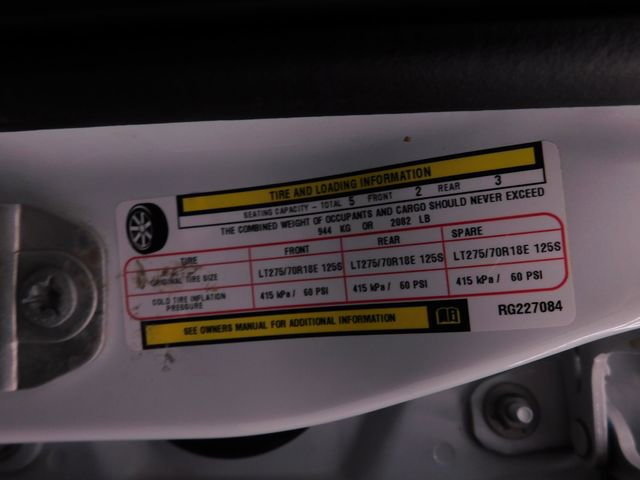 TIRE AND LOADING INFORMATION
SEATING CAPACITY - TOTAL 5 FRONT 2 REAR 3
THE COMBINED WEIGHT OF OCCUPANTS AND CARGO SHOULD NEVER EXCEED
944 KG OR 2082 LB
TIRE FRONT REAR SPARE
ORIGINAL TIRE SIZE LT275/70R18E 125S LT275/70R18E 125S LT275/70R18E 125S
COLD TIRE INFLATION PRESSURE 415 kPa / 60 PSI 415 kPa / 60 PSI 415 kPa / 60 PSI
SEE OWNERS MANUAL FOR ADDITIONAL INFORMATION
RG227084